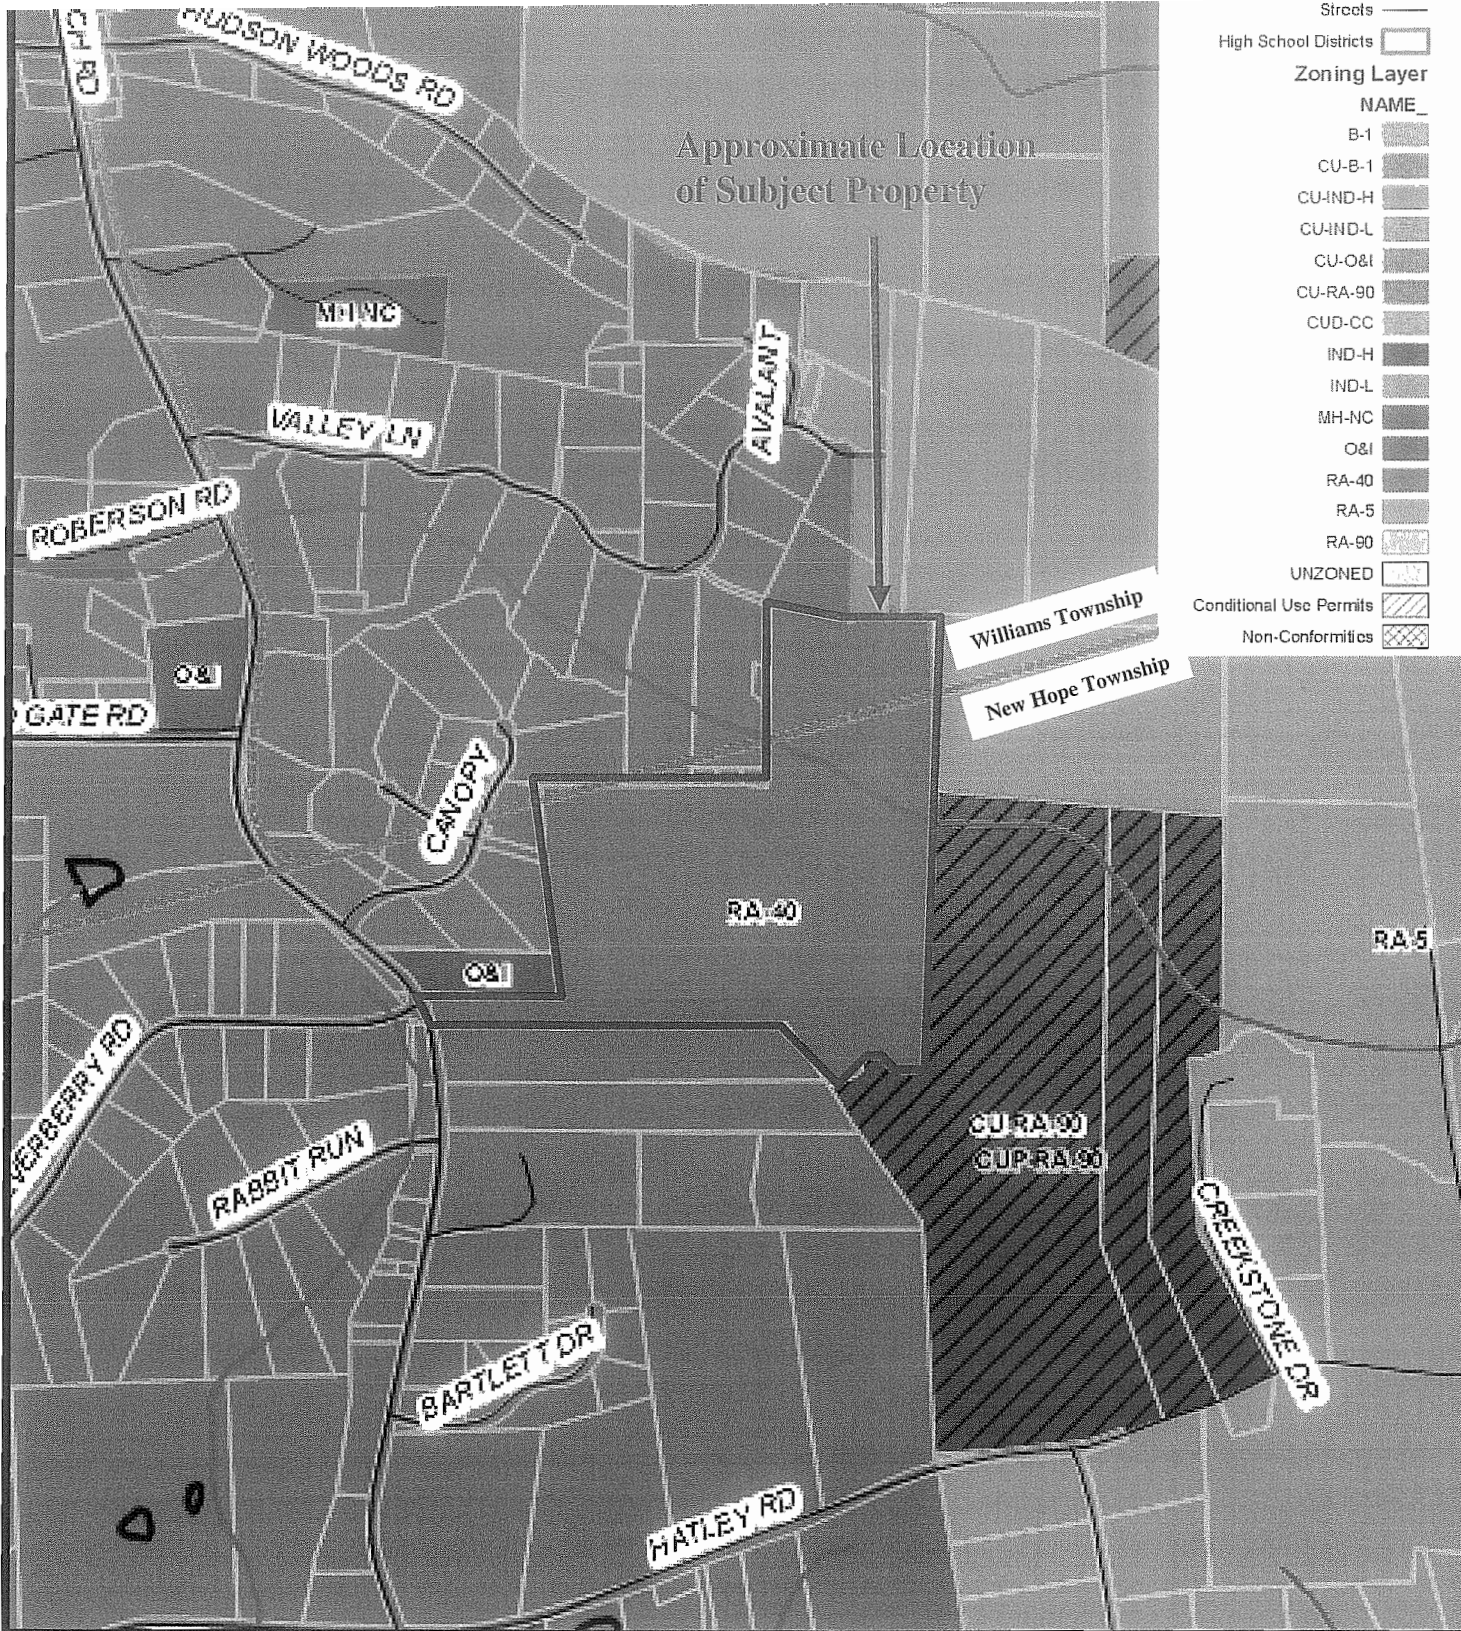 HUDSON WOODS RD
CH RD
Approximate Location
of Subject Property
MH-NC
AVALANT
VALLEY LN
ROBERSON RD
Williams Township
New Hope Township
O&I
GATE RD
CANOPY
RA-40
O&I
RA-5
VERBERRY RD
RABBIT RUN
CU-RA-90
CUP-RA-90
CREEKSTONE DR
BARTLETT DR
HATLEY RD
Streets
High School Districts
Zoning Layer
NAME_
B-1
CU-B-1
CU-IND-H
CU-IND-L
CU-O&I
CU-RA-90
CUD-CC
IND-H
IND-L
MH-NC
O&I
RA-40
RA-5
RA-90
UNZONED
Conditional Use Permits
Non-Conformities